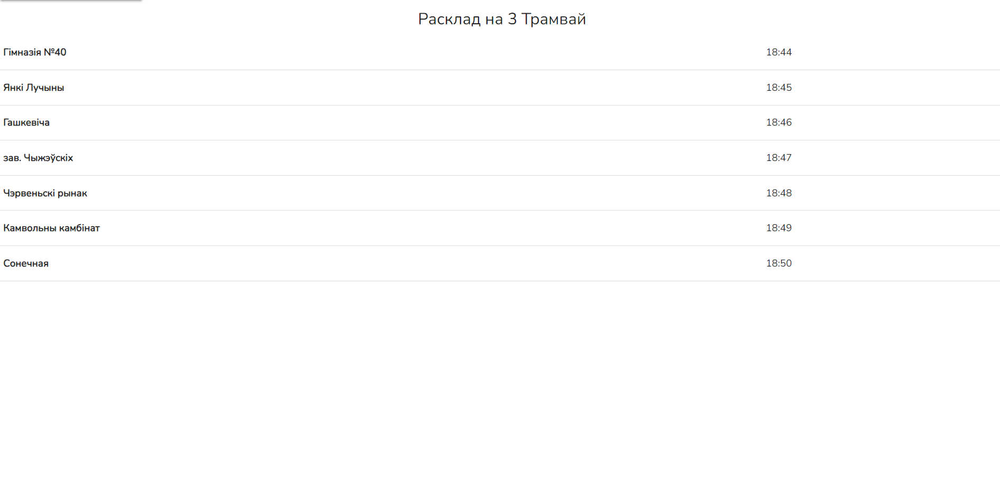 Расклад на 3 Трамвай
Гімназія №40 18:44
Янкі Лучыны 18:45
Гашкевіча 18:46
зав. Чыжэўскіх 18:47
Чэрвеньскі рынак 18:48
Камвольны камбінат 18:49
Сонечная 18:50